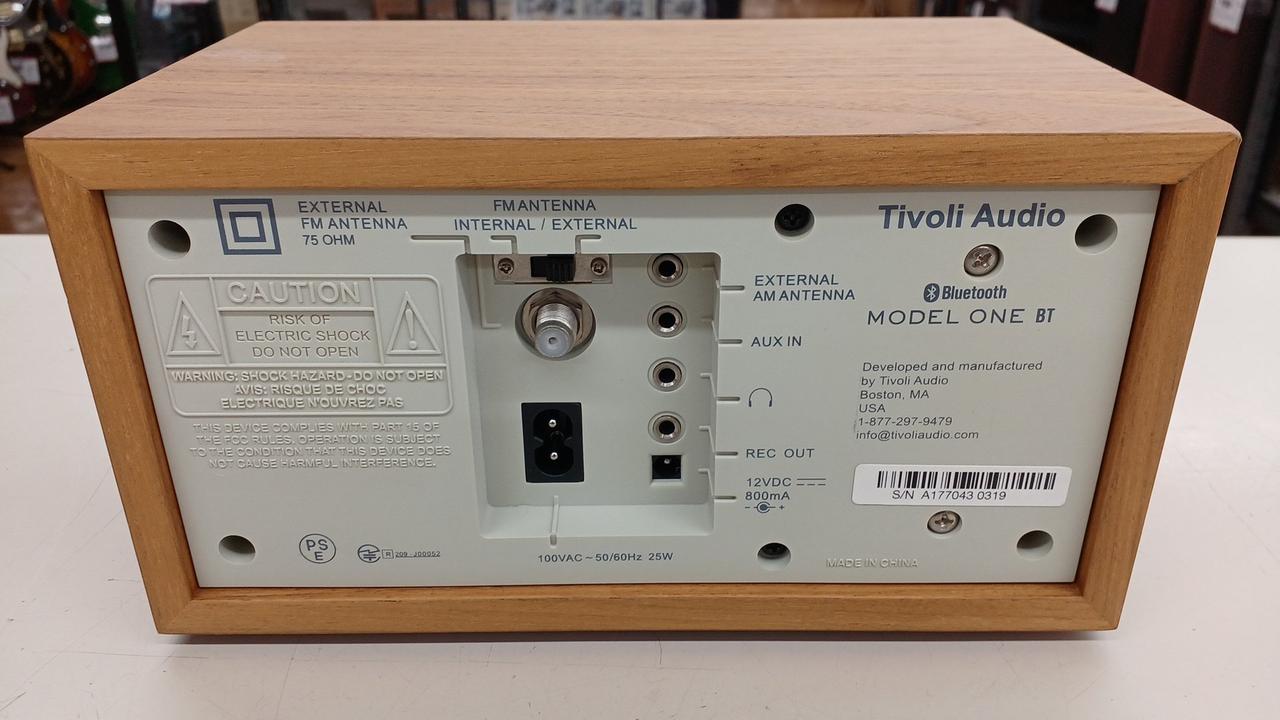 EXTERNAL
FM ANTENNA
75 OHM
FM ANTENNA
INTERNAL / EXTERNAL
Tivoli Audio
Bluetooth
MODEL ONE BT
CAUTION
RISK OF
ELECTRIC SHOCK
DO NOT OPEN
WARNING: SHOCK HAZARD-DO NOT OPEN
AVIS: RISQUE DE CHOC
ELECTRIQUE N'OUVREZ PAS
THIS DEVICE COMPLIES WITH PART 15 OF
THE FCC RULES. OPERATION IS SUBJECT
TO THE CONDITION THAT THIS DEVICE DOES
NOT CAUSE HARMFUL INTERFERENCE.
EXTERNAL
AM ANTENNA
AUX IN
REC OUT
12VDC
800mA
Developed and manufactured
by Tivoli Audio
Boston, MA
USA
1-877-297-9479
info@tivoliaudio.com
S/N A177043 0319
PS
E
R 209-J00052
100VAC ~ 50/60Hz 25W
MADE IN CHINA